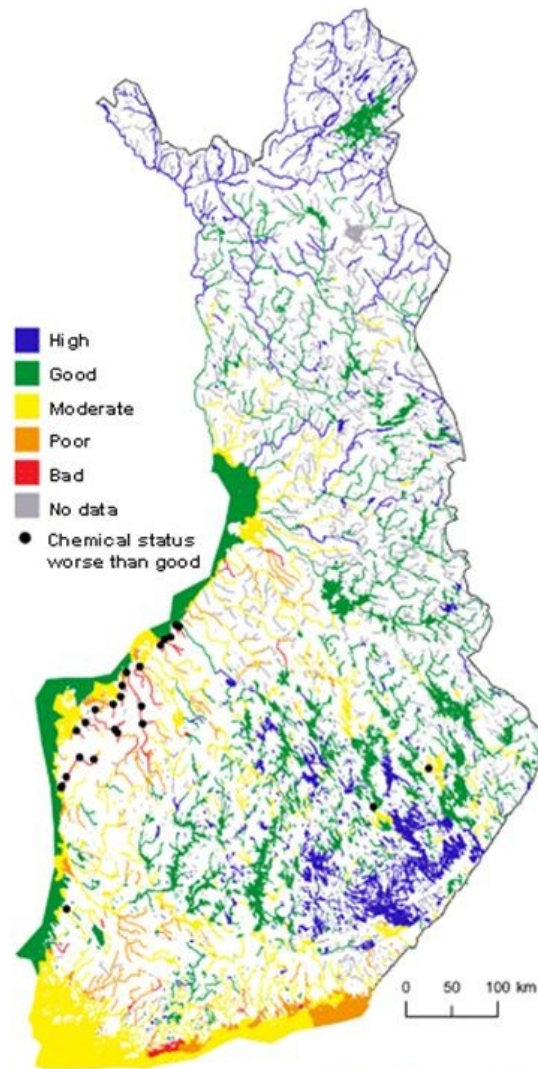 High
Good
Moderate
Poor
Bad
No data
Chemical status
worse than good
0 50 100 km